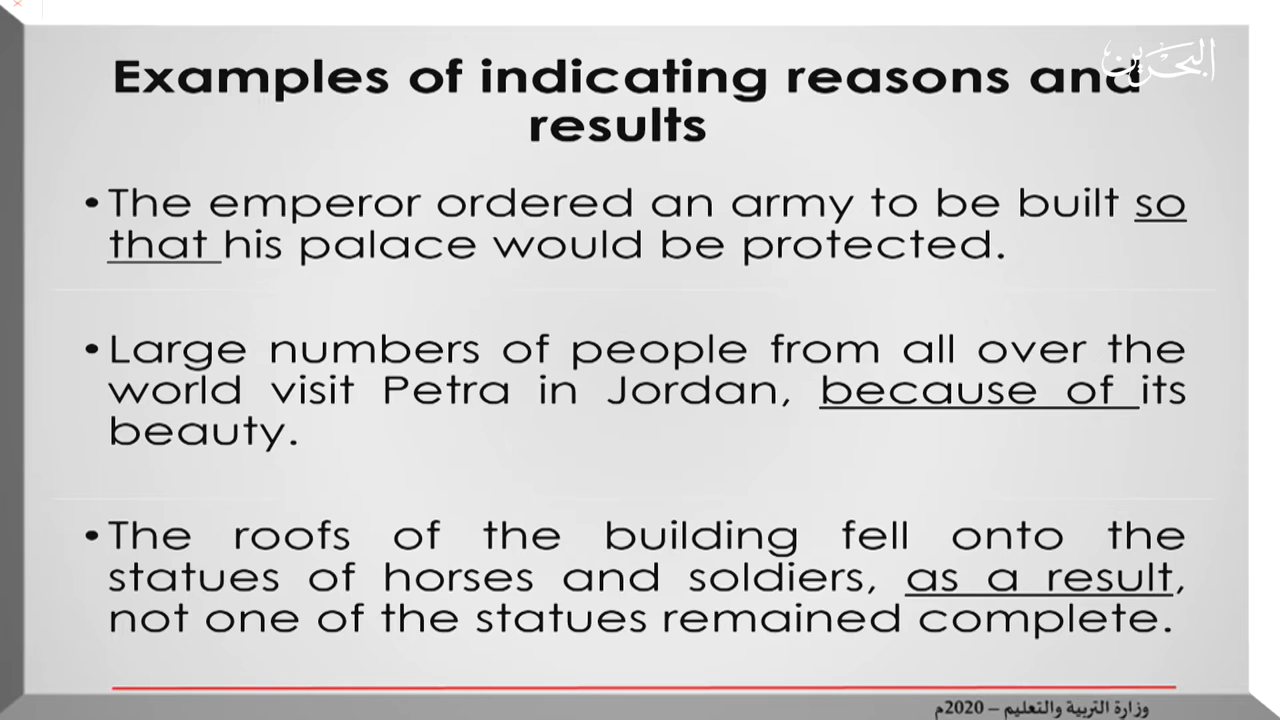 البحرين
Examples of indicating reasons and
results
• The emperor ordered an army to be built so
that his palace would be protected.
• Large numbers of people from all over the
world visit Petra in Jordan, because of its
beauty.
• The roofs of the building fell onto the
statues of horses and soldiers, as a result,
not one of the statues remained complete.
وزارة التربية والتعليم – 2020م